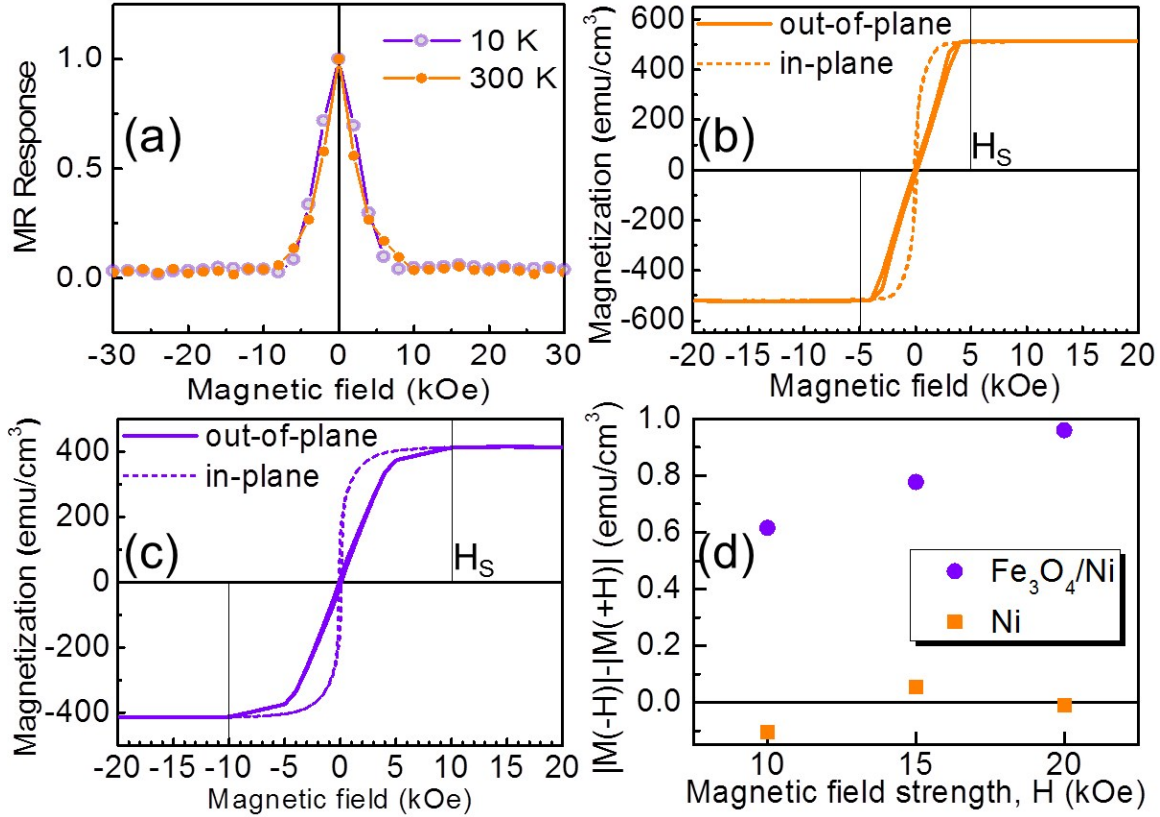 (a)
10 K
300 K
MR Response
1.0
0.5
0.0
-30 -20 -10 0 10 20 30
Magnetic field (kOe)
(b)
out-of-plane
in-plane
H_S
Magnetization (emu/cm³)
600
400
200
0
-200
-400
-600
-20 -15 -10 -5 0 5 10 15 20
Magnetic field (kOe)
(c)
out-of-plane
in-plane
H_S
Magnetization (emu/cm³)
400
200
0
-200
-400
-20 -15 -10 -5 0 5 10 15 20
Magnetic field (kOe)
(d)
|M(-H)|-|M(+H)| (emu/cm³)
1.0
0.8
0.6
0.4
0.2
0.0
Fe₃O₄/Ni
Ni
10 15 20
Magnetic field strength, H (kOe)